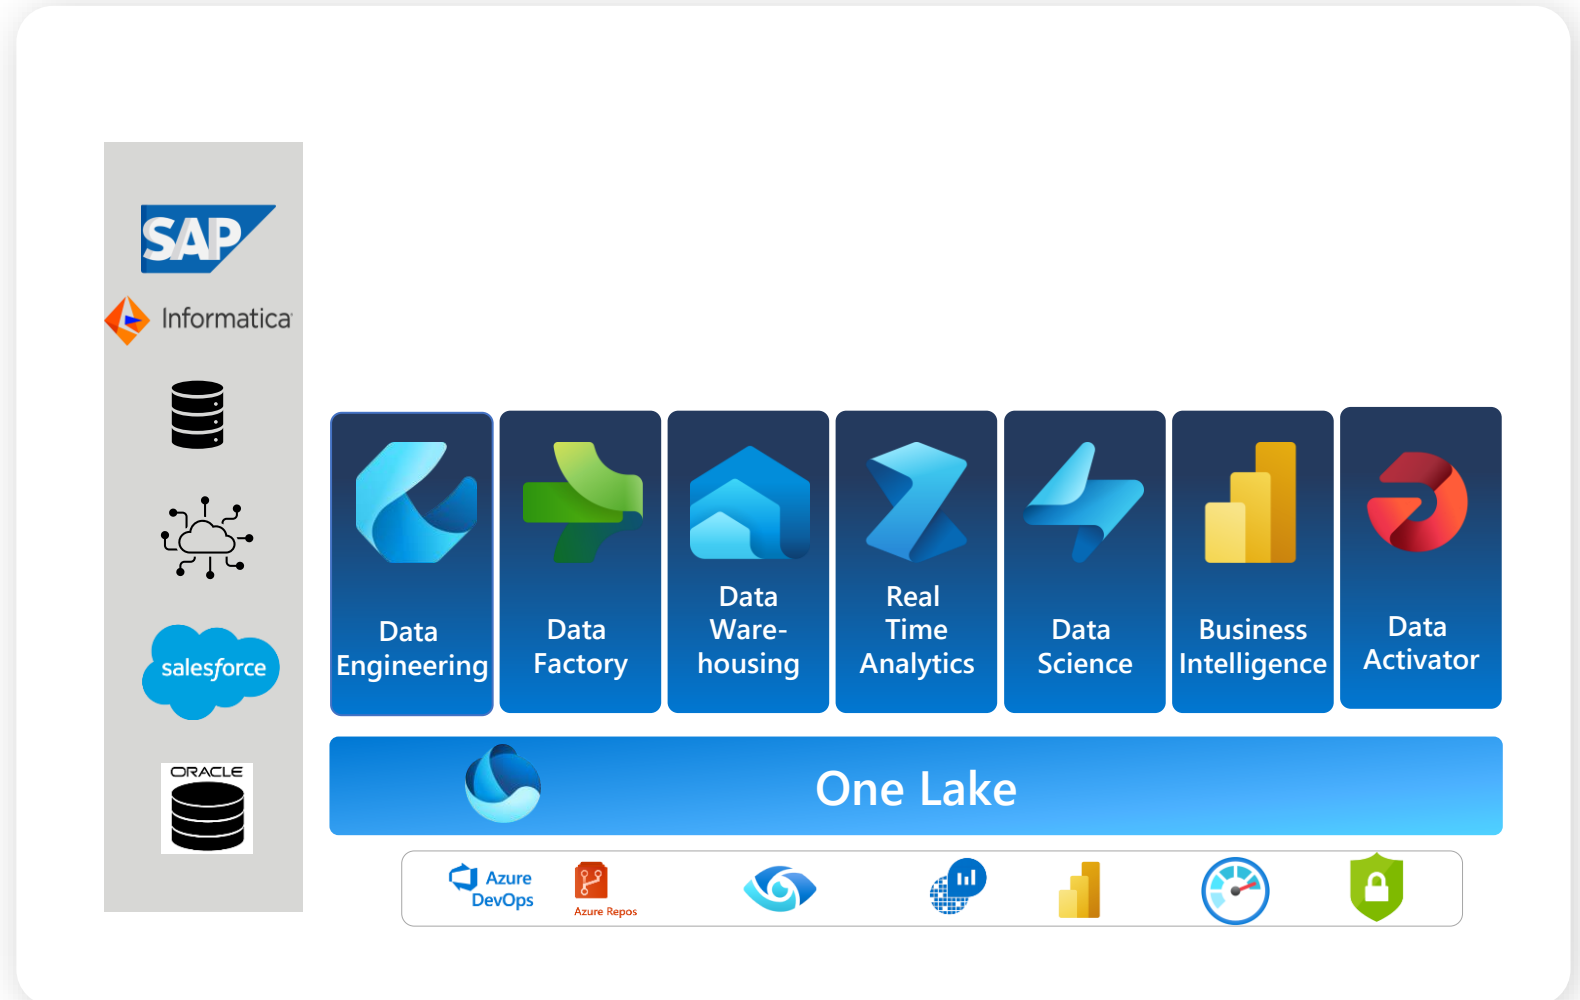 SAP
Informatica
salesforce
ORACLE
Data
Engineering
Data
Factory
Data
Ware-
housing
Real
Time
Analytics
Data
Science
Business
Intelligence
Data
Activator
One Lake
Azure
DevOps
Azure Repos